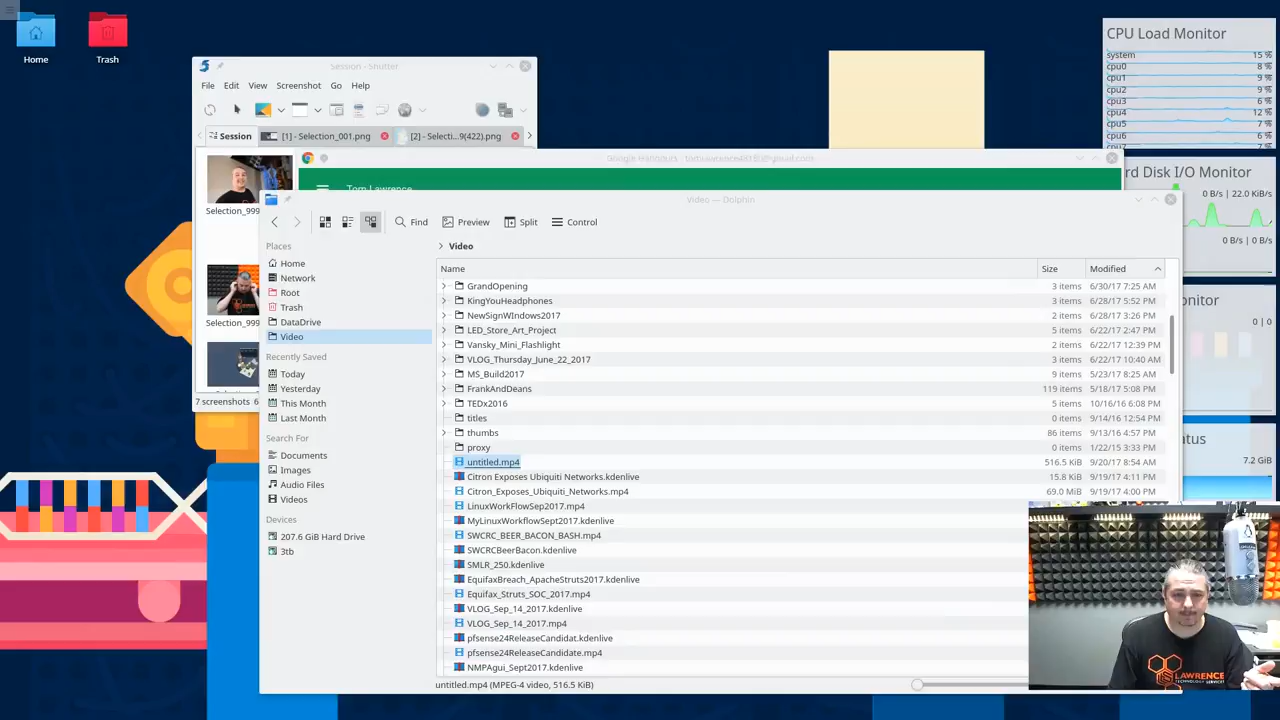 Home
Trash
Session - Shutter
File Edit View Screenshot Go Help
Session [1] - Selection_001.png [2] - Selecti...9(422).png
Selection_999
Selection_999
7 screenshots 6
Google Hangouts - tomlawrence4816@gmail.com
Tom Lawrence
Video — Dolphin
Find Preview Split Control
Places
Home
Network
Root
Trash
DataDrive
Video
Recently Saved
Today
Yesterday
This Month
Last Month
Search For
Documents
Images
Audio Files
Videos
Devices
207.6 GiB Hard Drive
3tb
Video
Name Size Modified
GrandOpening 3 items 6/30/17 7:25 AM
KingYouHeadphones 3 items 6/28/17 5:52 PM
NewSignWIndows2017 2 items 6/28/17 3:26 PM
LED_Store_Art_Project 5 items 6/22/17 2:47 PM
Vansky_Mini_Flashlight 2 items 6/22/17 12:39 PM
VLOG_Thursday_June_22_2017 3 items 6/22/17 10:40 AM
MS_Build2017 9 items 5/23/17 8:25 AM
FrankAndDeans 119 items 5/18/17 5:08 PM
TEDx2016 5 items 10/16/16 6:08 PM
titles 0 items 9/14/16 12:54 PM
thumbs 86 items 9/13/16 4:57 PM
proxy 0 items 1/22/15 3:33 PM
untitled.mp4 516.5 KiB 9/20/17 8:54 AM
Citron Exposes Ubiquiti Networks.kdenlive 15.8 KiB 9/19/17 4:11 PM
Citron_Exposes_Ubiquity_Networks.mp4 69.0 MiB 9/19/17 4:00 PM
LinuxWorkFlowSep2017.mp4
MyLinuxWorkflowSept2017.kdenlive
SWCRC_BEER_BACON_BASH.mp4
SWCRCBeerBacon.kdenlive
SMLR_250.kdenlive
EquifaxBreach_ApacheStruts2017.kdenlive
Equifax_Struts_SOC_2017.mp4
VLOG_Sep_14_2017.kdenlive
VLOG_Sep_14_2017.mp4
pfsense24ReleaseCandidat.kdenlive
pfsense24ReleaseCandidate.mp4
NMPAgui_Sept2017.kdenlive
untitled.mp4 (MPEG-4 video, 516.5 KiB)
CPU Load Monitor
system 15 %
cpu0 8 %
cpu1 9 %
cpu2 9 %
cpu3 6 %
cpu4 12 %
cpu5 7 %
cpu6 6 %
cpu7 7 %
rd Disk I/O Monitor
0 B/s | 22.0 KiB/s
0 B/s | 0 B/s
onitor
0 | 0
atus
7.2 GiB
LAWRENCE
TECHNOLOGY SERVICES